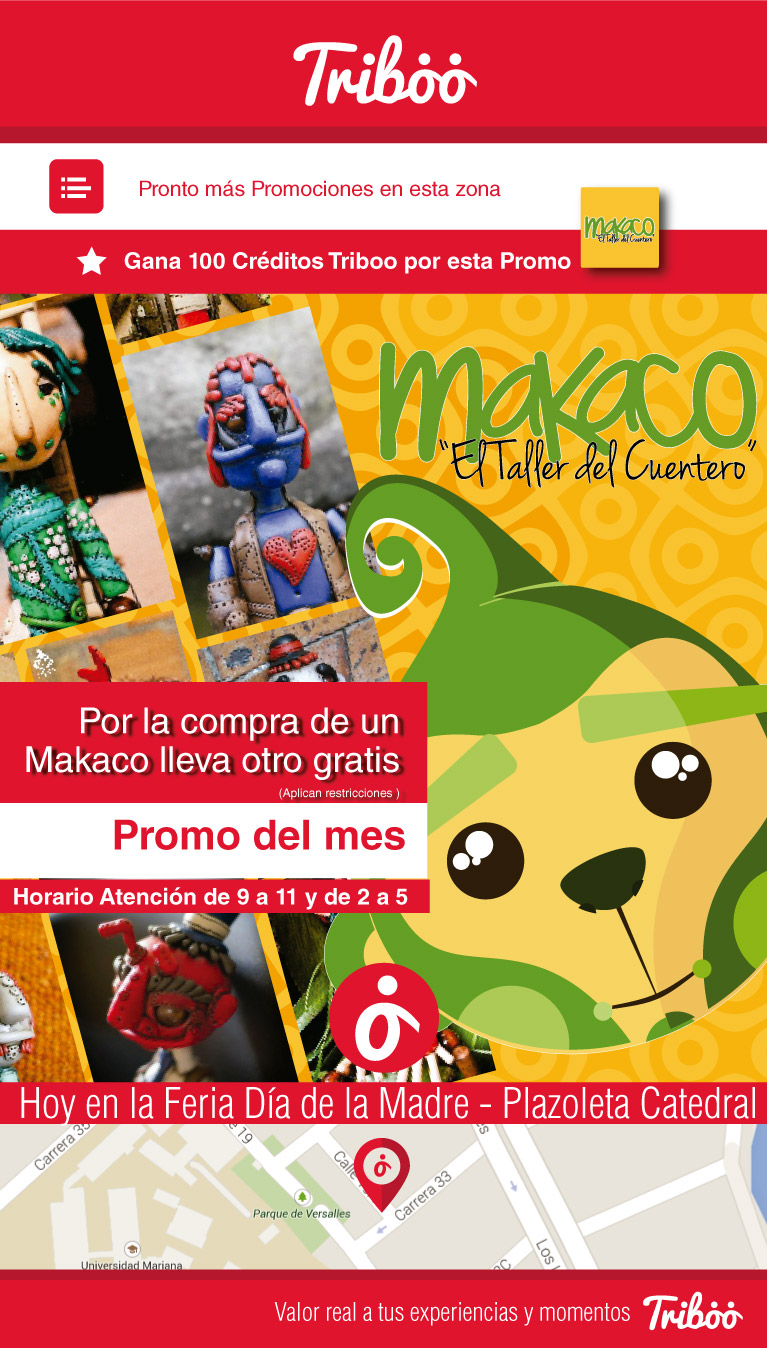 Triboo
Pronto más Promociones en esta zona
makaco
"El Taller del Cuentero"
Gana 100 Créditos Triboo por esta Promo
makaco
"El Taller del Cuentero"
Por la compra de un
Makaco lleva otro gratis
(Aplican restricciones )
Promo del mes
Horario Atención de 9 a 11 y de 2 a 5
Hoy en la Feria Día de la Madre - Plazoleta Catedral
Carrera 33
19
Calle
Carrera 33
Parque de Versalles
Universidad Mariana
Los
Valor real a tus experiencias y momentos Triboo